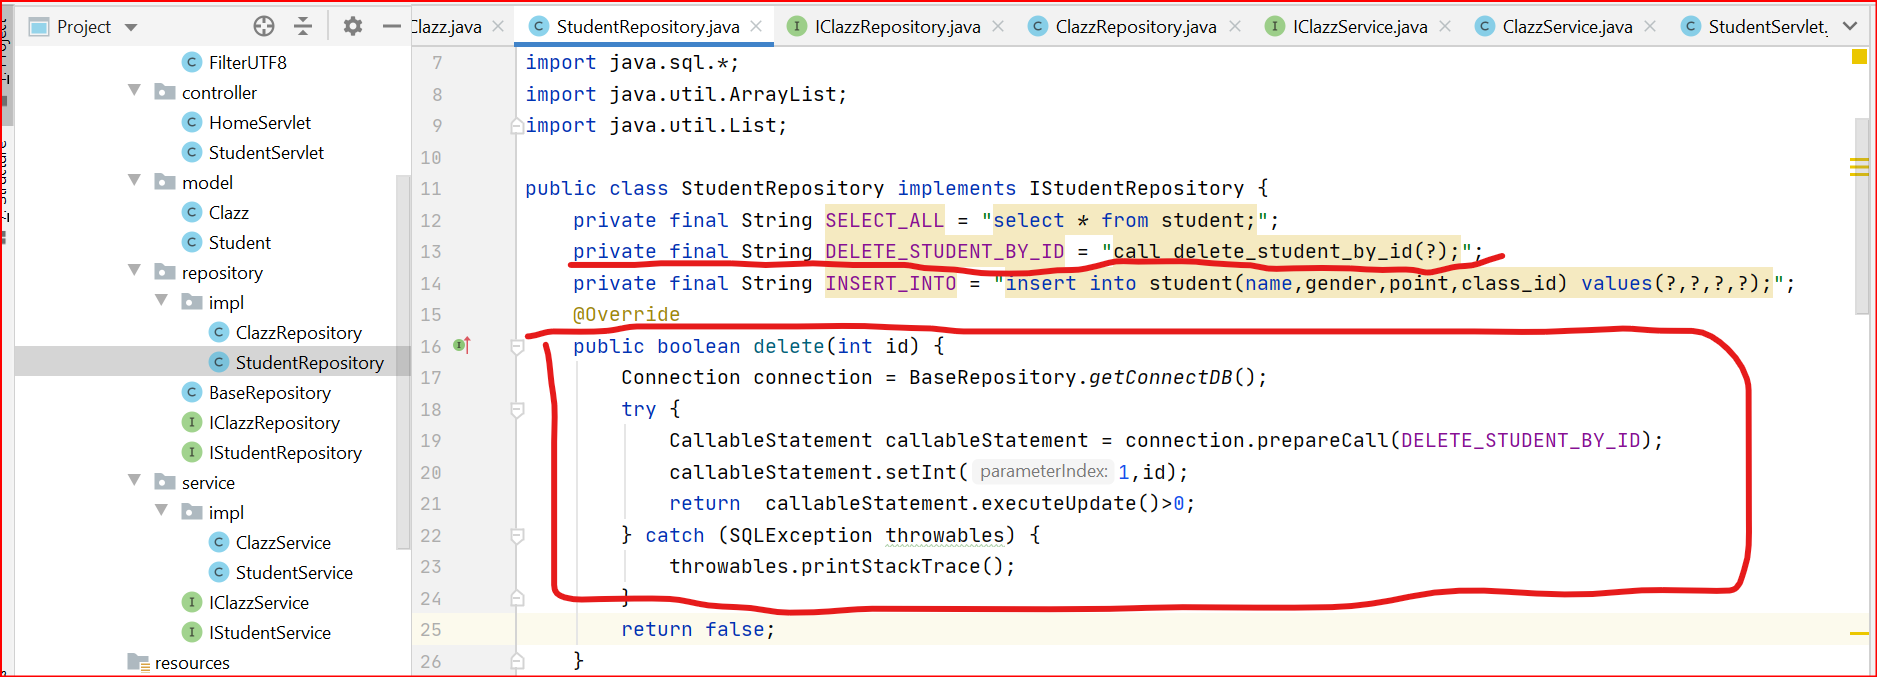 Project
Clazz.java
StudentRepository.java
IClazzRepository.java
ClazzRepository.java
IClazzService.java
ClazzService.java
StudentServlet.
FilterUTF8
controller
HomeServlet
StudentServlet
model
Clazz
Student
repository
impl
ClazzRepository
StudentRepository
BaseRepository
IClazzRepository
IStudentRepository
service
impl
ClazzService
StudentService
IClazzService
IStudentService
resources
7 import java.sql.*;
8 import java.util.ArrayList;
9 import java.util.List;
10
11 public class StudentRepository implements IStudentRepository {
12 private final String SELECT_ALL = "select * from student;";
13 private final String DELETE_STUDENT_BY_ID = "call delete_student_by_id(?);";
14 private final String INSERT_INTO = "insert into student(name,gender,point,class_id) values(?,?,?,?);";
15 @Override
16 public boolean delete(int id) {
17 Connection connection = BaseRepository.getConnectDB();
18 try {
19 CallableStatement callableStatement = connection.prepareCall(DELETE_STUDENT_BY_ID);
20 callableStatement.setInt( parameterIndex: 1,id);
21 return callableStatement.executeUpdate()>0;
22 } catch (SQLException throwables) {
23 throwables.printStackTrace();
24 }
25 return false;
26 }